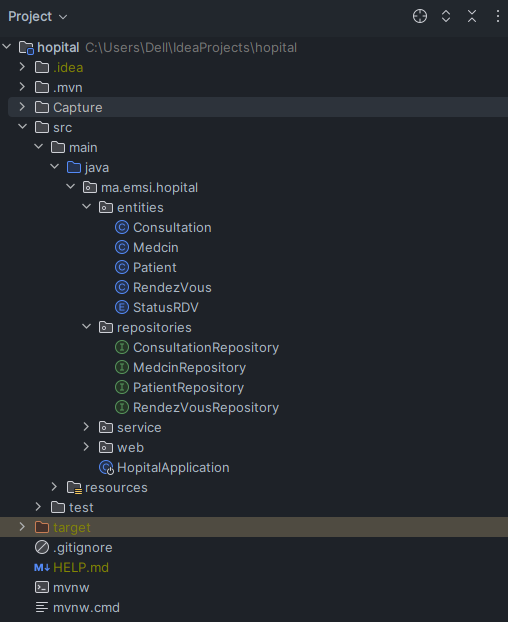 Project
hopital C:\Users\Dell\IdeaProjects\hopital
.idea
.mvn
Capture
src
main
java
ma.emsi.hopital
entities
C Consultation
C Medcin
C Patient
C RendezVous
E StatusRDV
repositories
I ConsultationRepository
I MedcinRepository
I PatientRepository
I RendezVousRepository
service
web
C HopitalApplication
resources
test
target
.gitignore
M↓ HELP.md
mvnw
mvnw.cmd